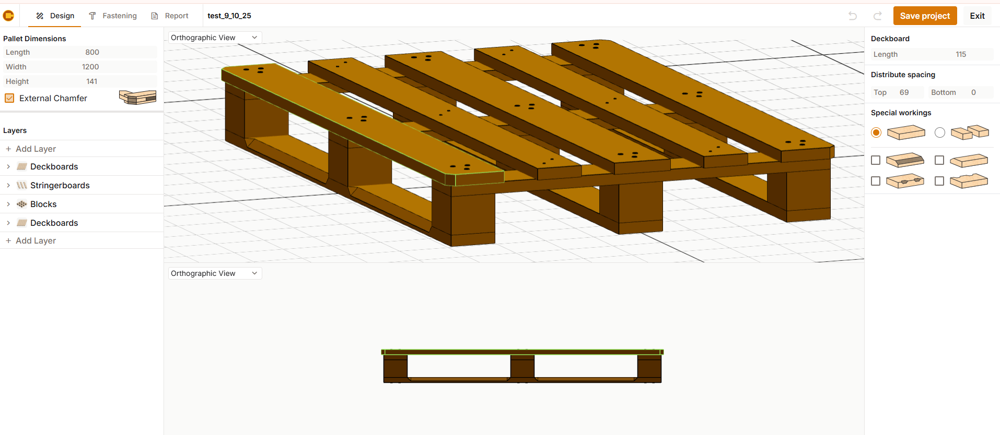 Design
Fastening
Report
test_9_10_25
Save project
Exit
Pallet Dimensions
Length 800
Width 1200
Height 141
External Chamfer
Layers
+ Add Layer
Deckboards
Stringerboards
Blocks
Deckboards
+ Add Layer
Orthographic View
Orthographic View
Deckboard
Length 115
Distribute spacing
Top 69 Bottom 0
Special workings